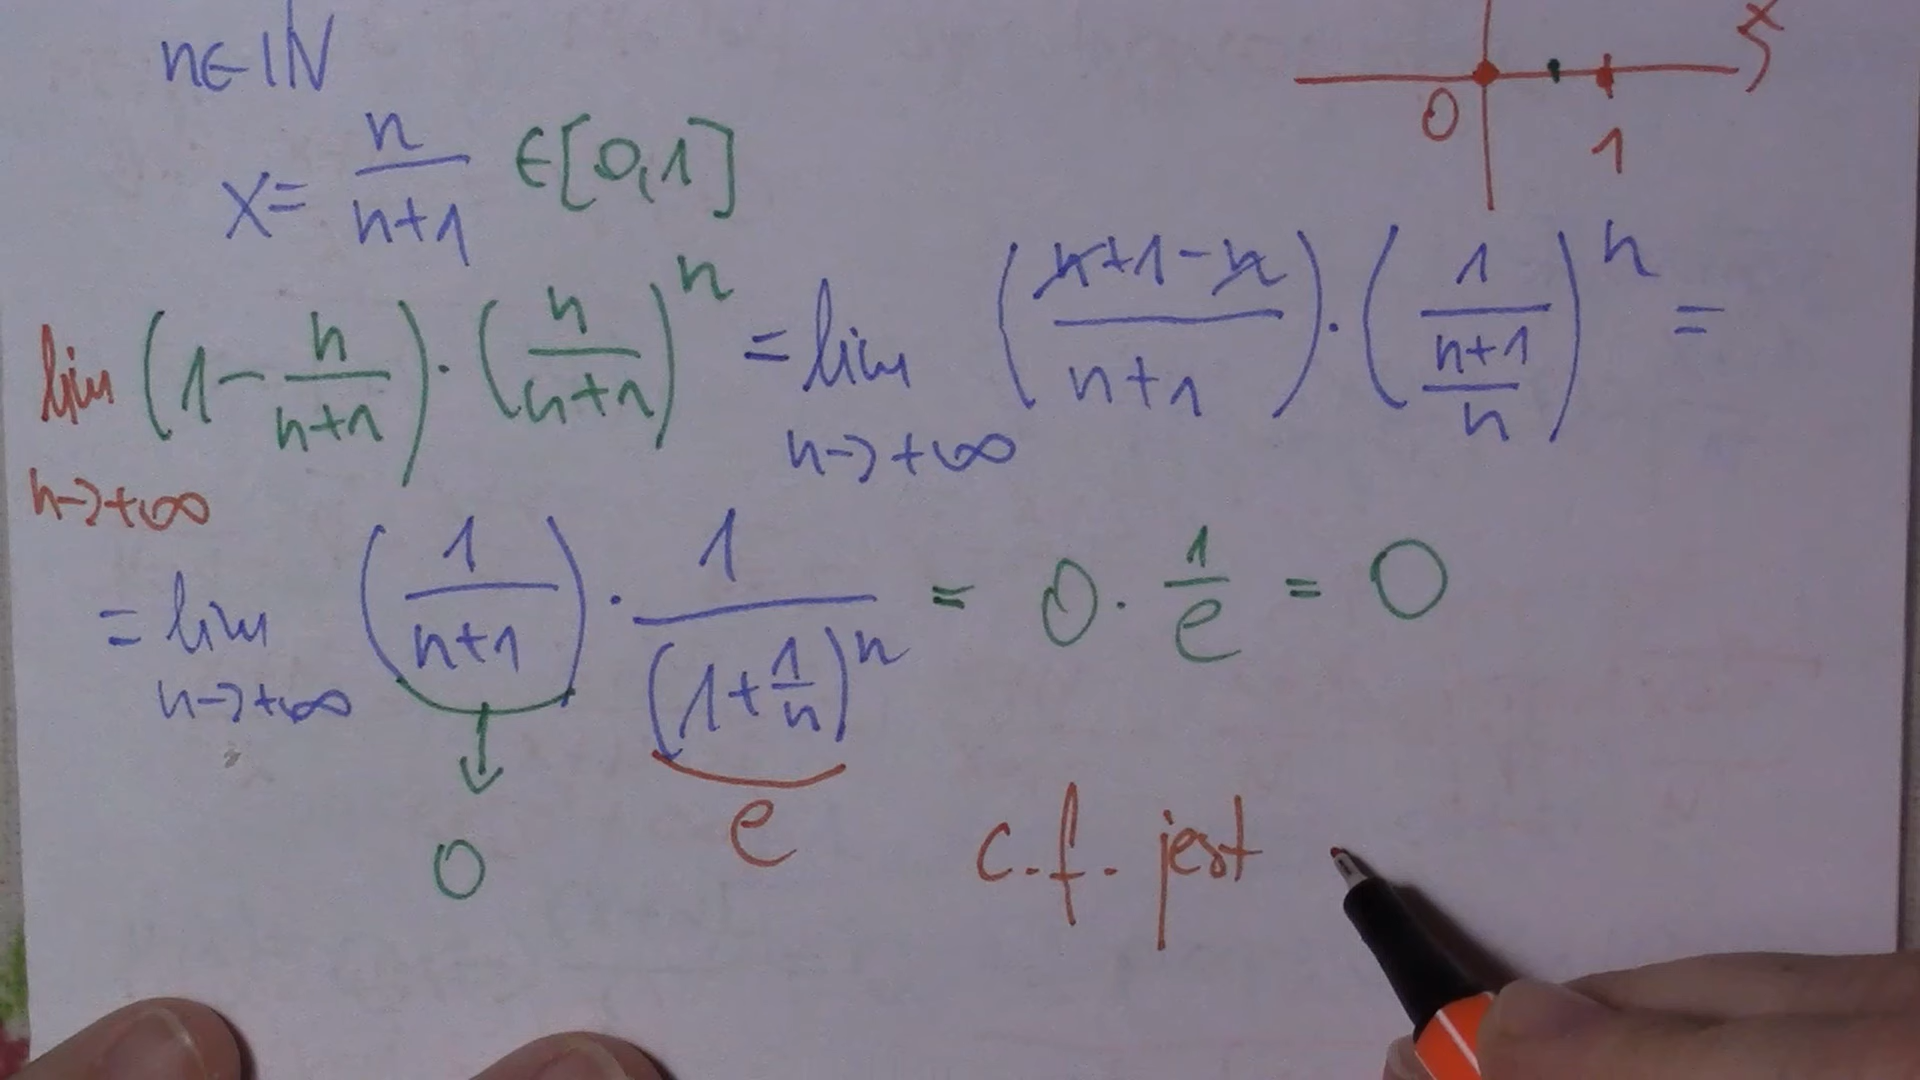 n∈ℕ
x
0 1
x = n/(n+1) ∈[0,1]
lim n→+∞ (1 - n/(n+1)) · (n/(n+1))^n = lim n→+∞ ((n+1-n)/(n+1)) · (1/((n+1)/n))^n =
= lim n→+∞ (1/(n+1)) · 1/(1+1/n)^n = 0 · 1/e = 0
0 e
c.f. jest